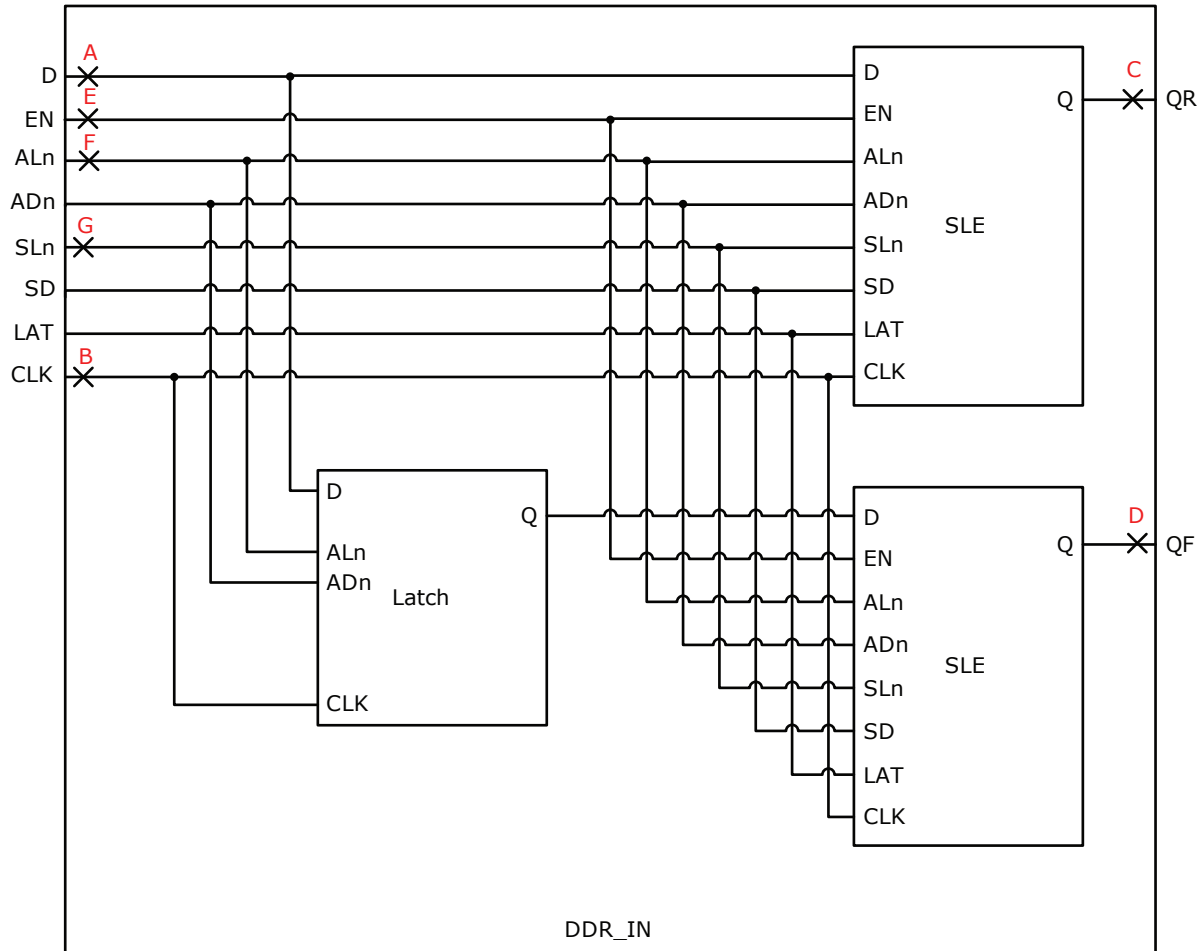 A
D
E
EN
F
ALn
ADn
G
SLn
SD
LAT
B
CLK
D
EN
ALn
ADn
SLn
SD
LAT
CLK
SLE
Q
C
QR
D
ALn
ADn
CLK
Latch
Q
D
EN
ALn
ADn
SLn
SD
LAT
CLK
SLE
Q
D
QF
DDR_IN